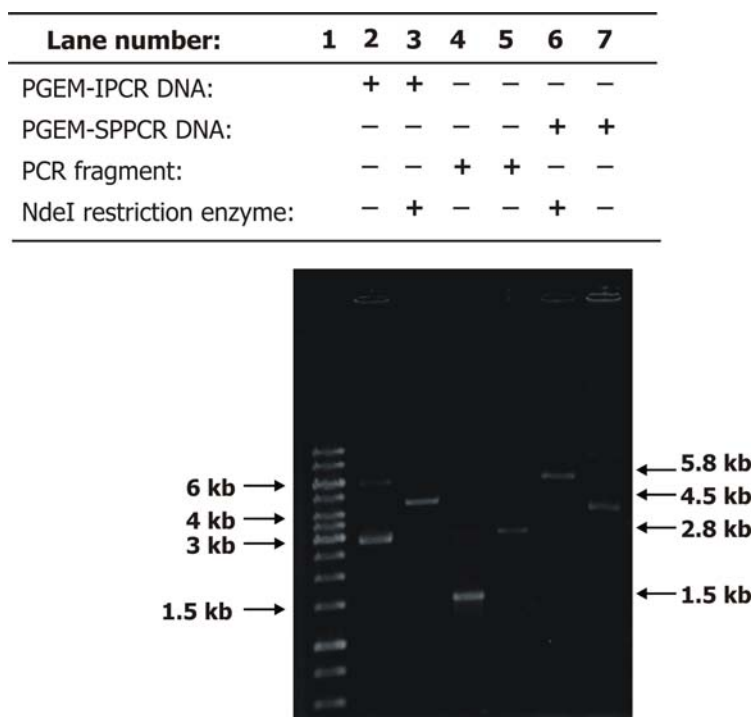 Lane number: 1 2 3 4 5 6 7
PGEM-IPCR DNA: + + − − − −
PGEM-SPPCR DNA: − − − − + +
PCR fragment: − − + + − −
NdeI restriction enzyme: − + − − + −
6 kb
4 kb
3 kb
1.5 kb
5.8 kb
4.5 kb
2.8 kb
1.5 kb